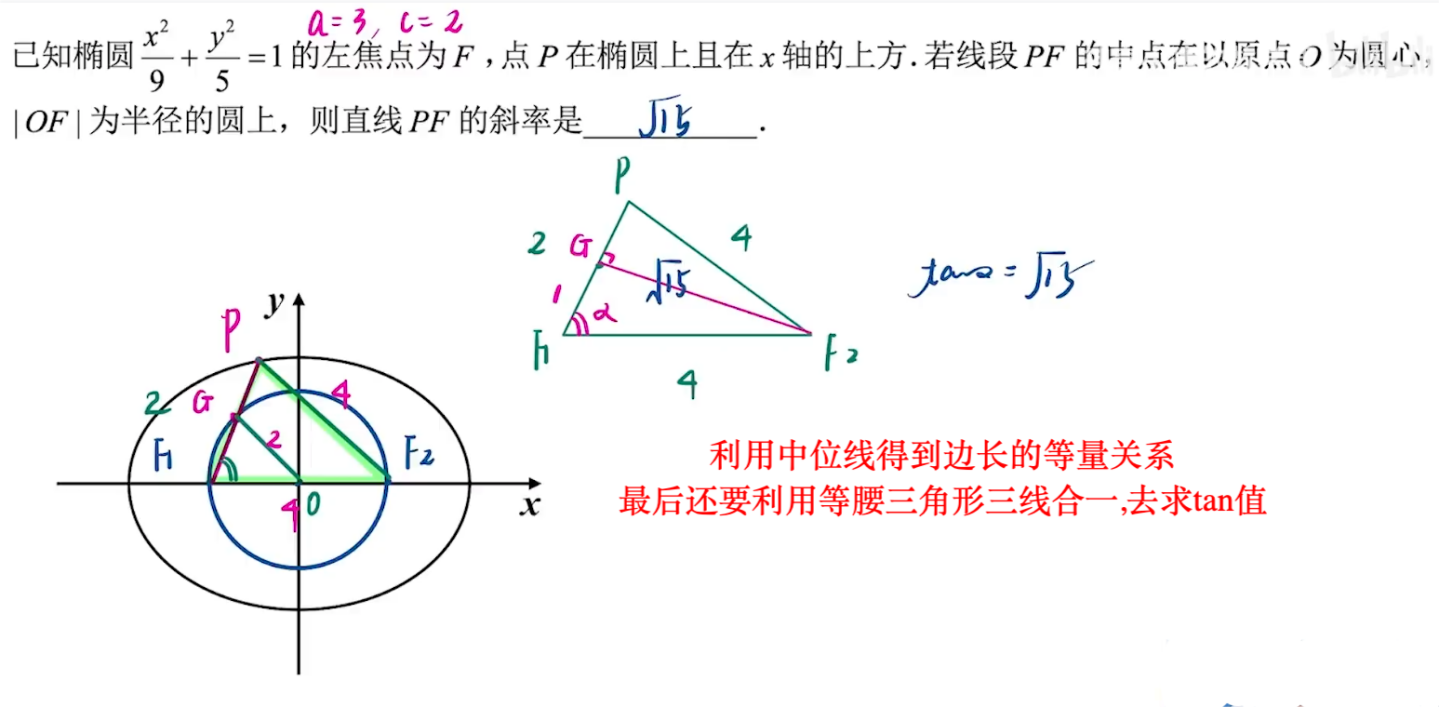 a=3, c=2
已知椭圆 x²/9 + y²/5 =1 的左焦点为 F , 点 P 在椭圆上且在 x 轴的上方. 若线段 PF 的中点在以原点 O 为圆心,
|OF| 为半径的圆上，则直线 PF 的斜率是 √15 .
P
2 G 4
√15
1 α
F1 F2
4
tanα = √15
y
P
2 G 4
F1 2 F2
4 O x
利用中位线得到边长的等量关系
最后还要利用等腰三角形三线合一,去求tan值